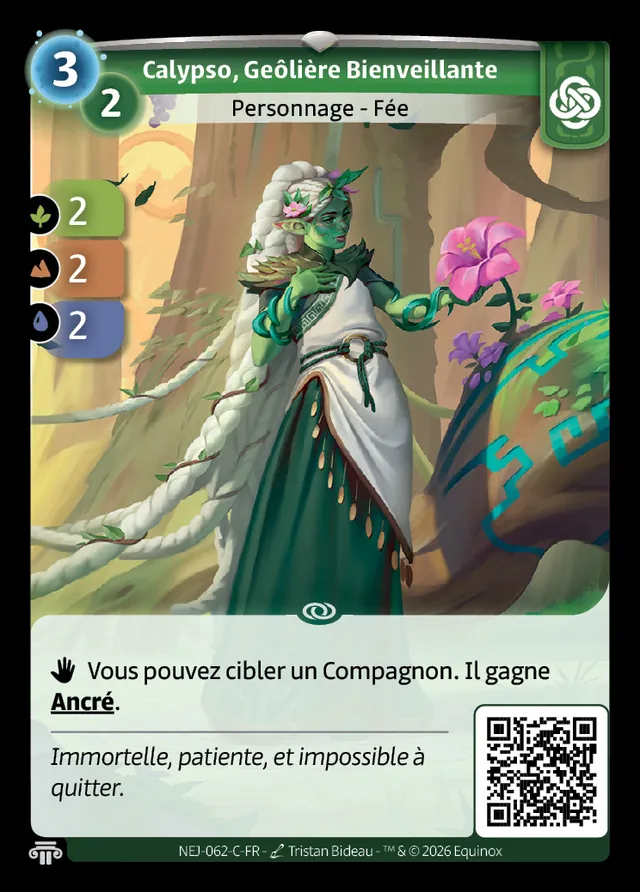 3
Calypso, Geôlière Bienveillante
2
Personnage - Fée
2
2
2
Vous pouvez cibler un Compagnon. Il gagne
Ancré.
Immortelle, patiente, et impossible à
quitter.
NEJ-062-C-FR - Tristan Bideau - ™ & © 2026 Equinox